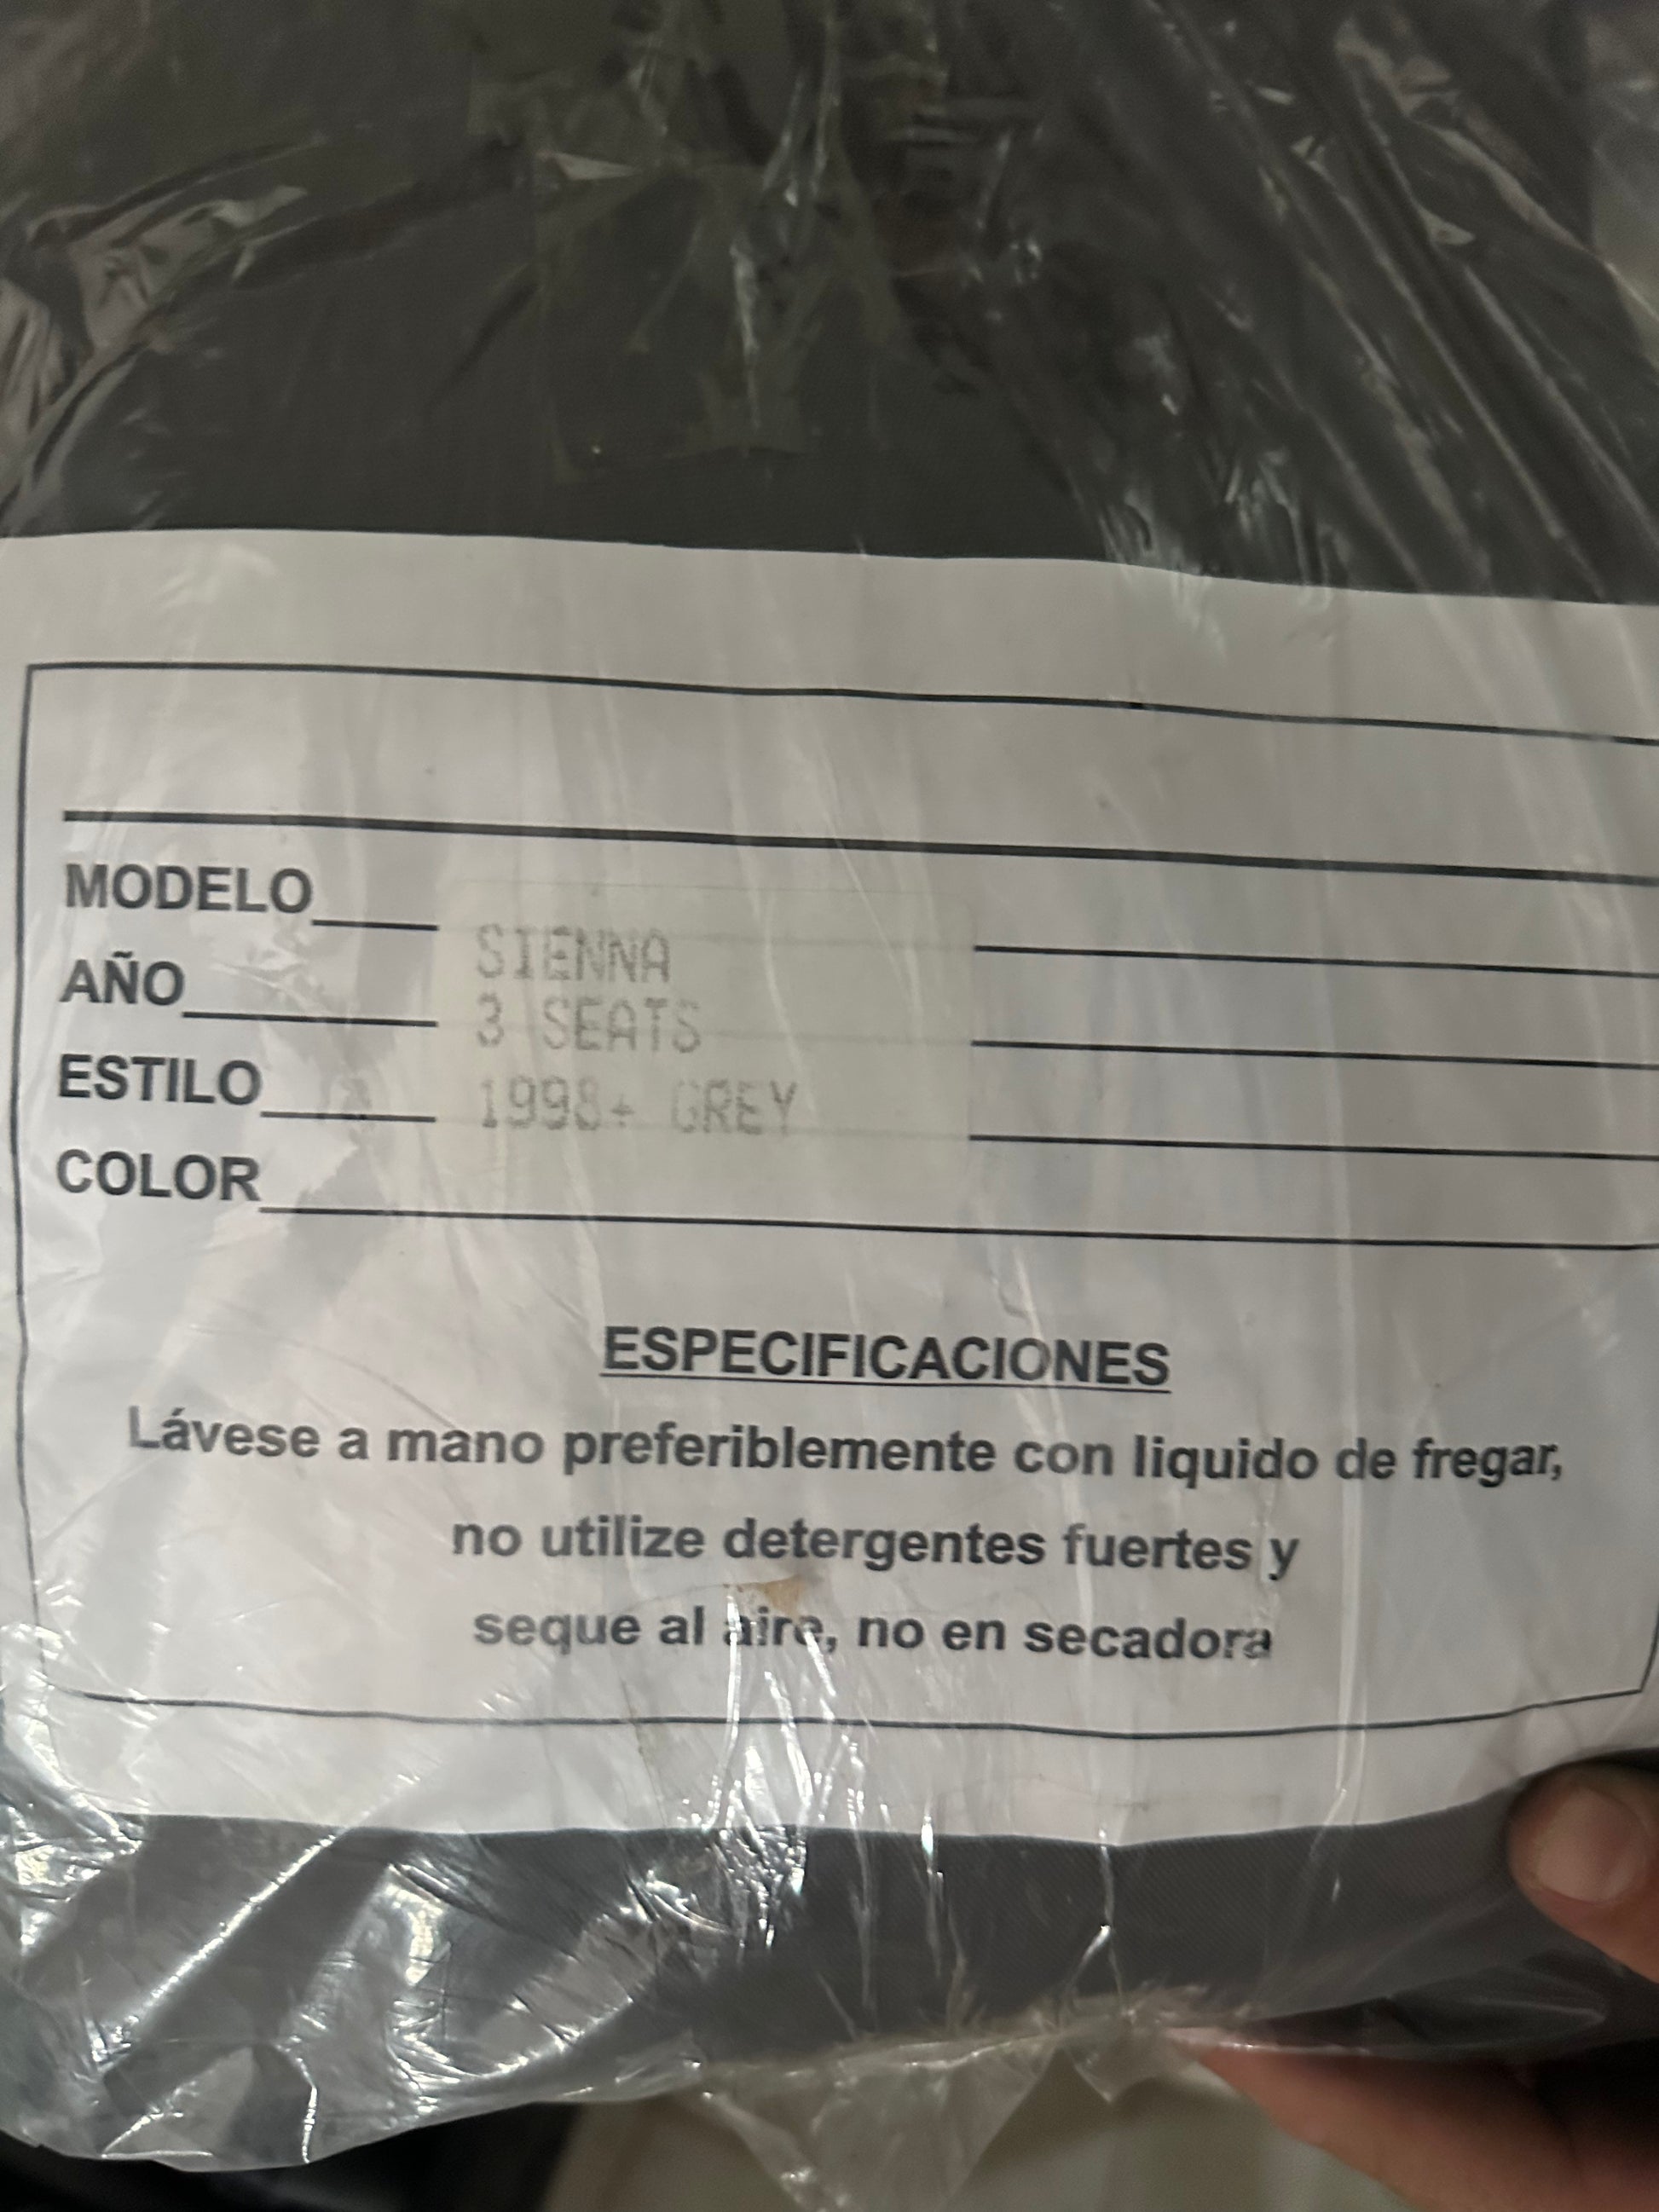 MODELO
SIENNA
AÑO
3 SEATS
ESTILO
1998+ GREY
COLOR
ESPECIFICACIONES
Lávese a mano preferiblemente con liquido de fregar,
no utilize detergentes fuertes y
seque al aire, no en secadora